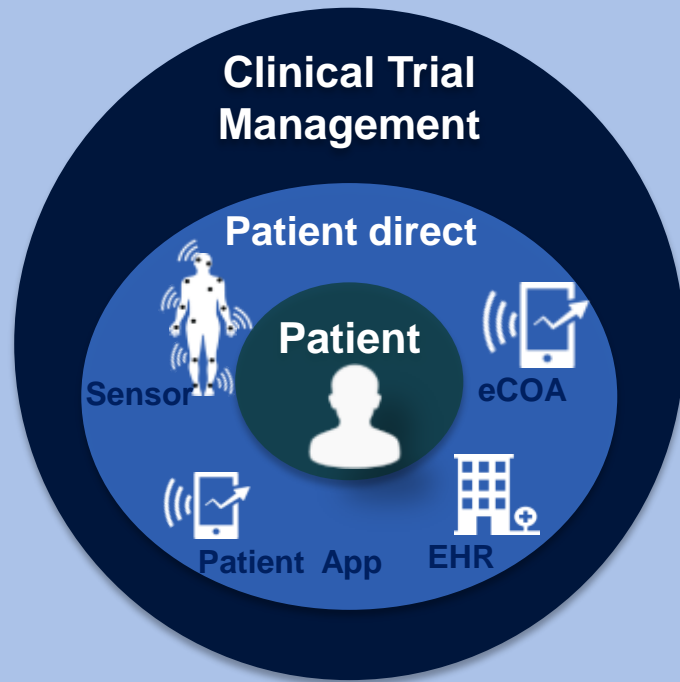 Clinical Trial
Management
Patient direct
Patient
Sensor
eCOA
Patient App
EHR